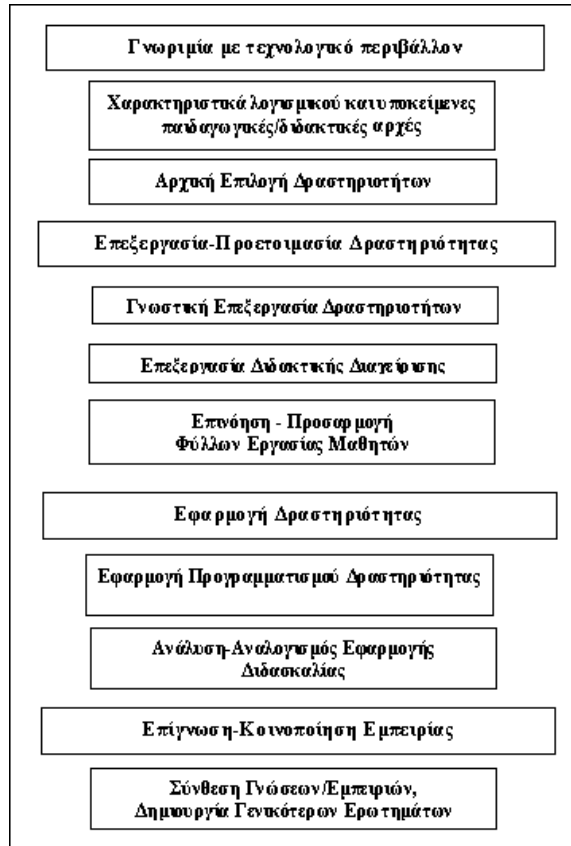 Γνωριμία με τεχνολογικό περιβάλλον
Χαρακτηριστικά λογισμικού και υποκείμενες
παιδαγωγικές/διδακτικές αρχές
Αρχική Επιλογή Δραστηριοτήτων
Επεξεργασία-Προετοιμασία Δραστηριότητας
Γνωστική Επεξεργασία Δραστηριοτήτων
Επεξεργασία Διδακτικής Διαχείρισης
Επινόηση - Προσαρμογή
Φύλλων Εργασίας Μαθητών
Εφαρμογή Δραστηριότητας
Εφαρμογή Προγραμματισμού Δραστηριότητας
Ανάλυση-Αναλογισμός Εφαρμογής
Διδασκαλίας
Επίγνωση-Κοινοποίηση Εμπειρίας
Σύνθεση Γνώσεων/Εμπειριών,
Δημιουργία Γενικότερων Ερωτημάτων